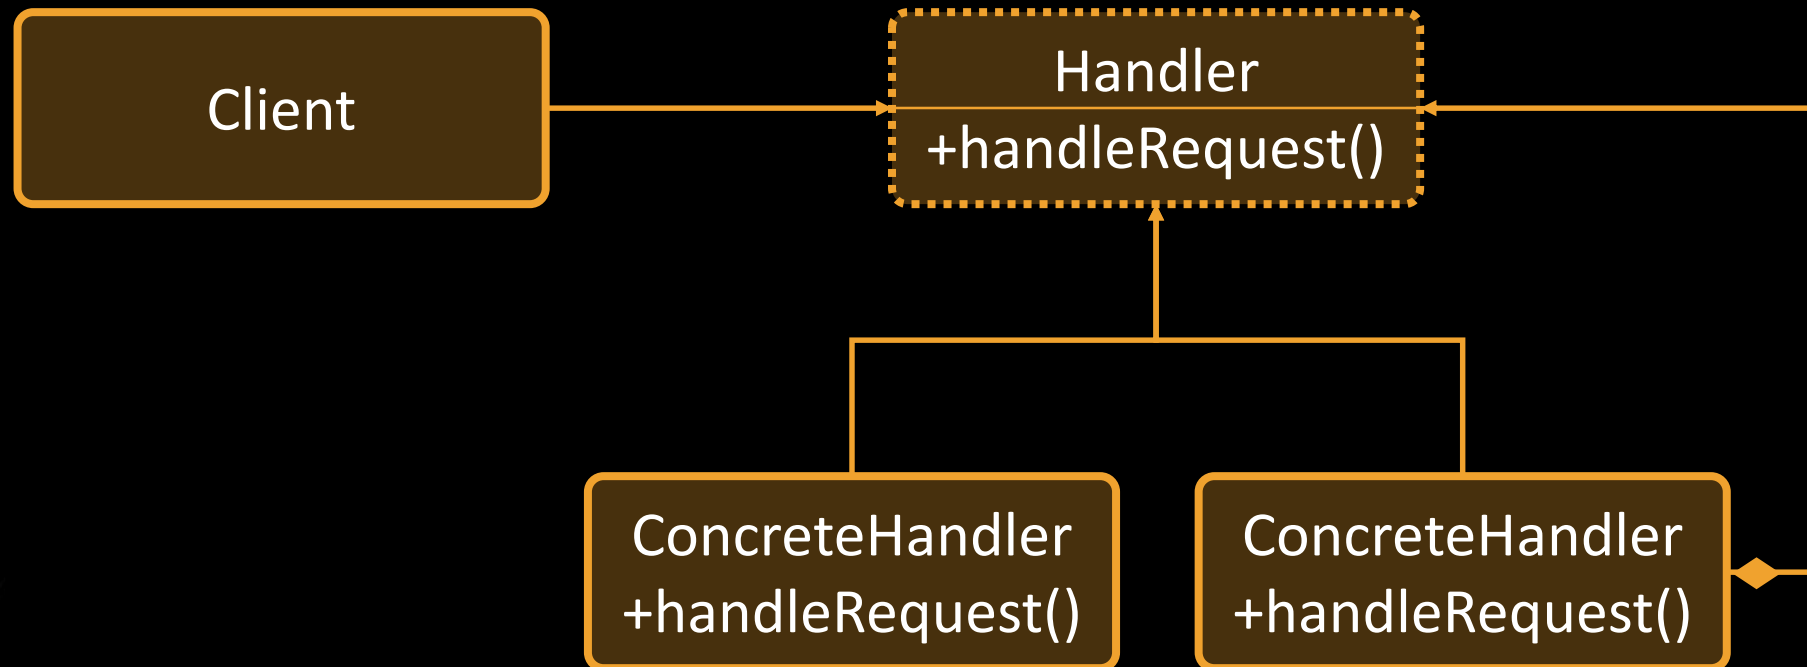 Client
Handler
+handleRequest()
ConcreteHandler
+handleRequest()
ConcreteHandler
+handleRequest()